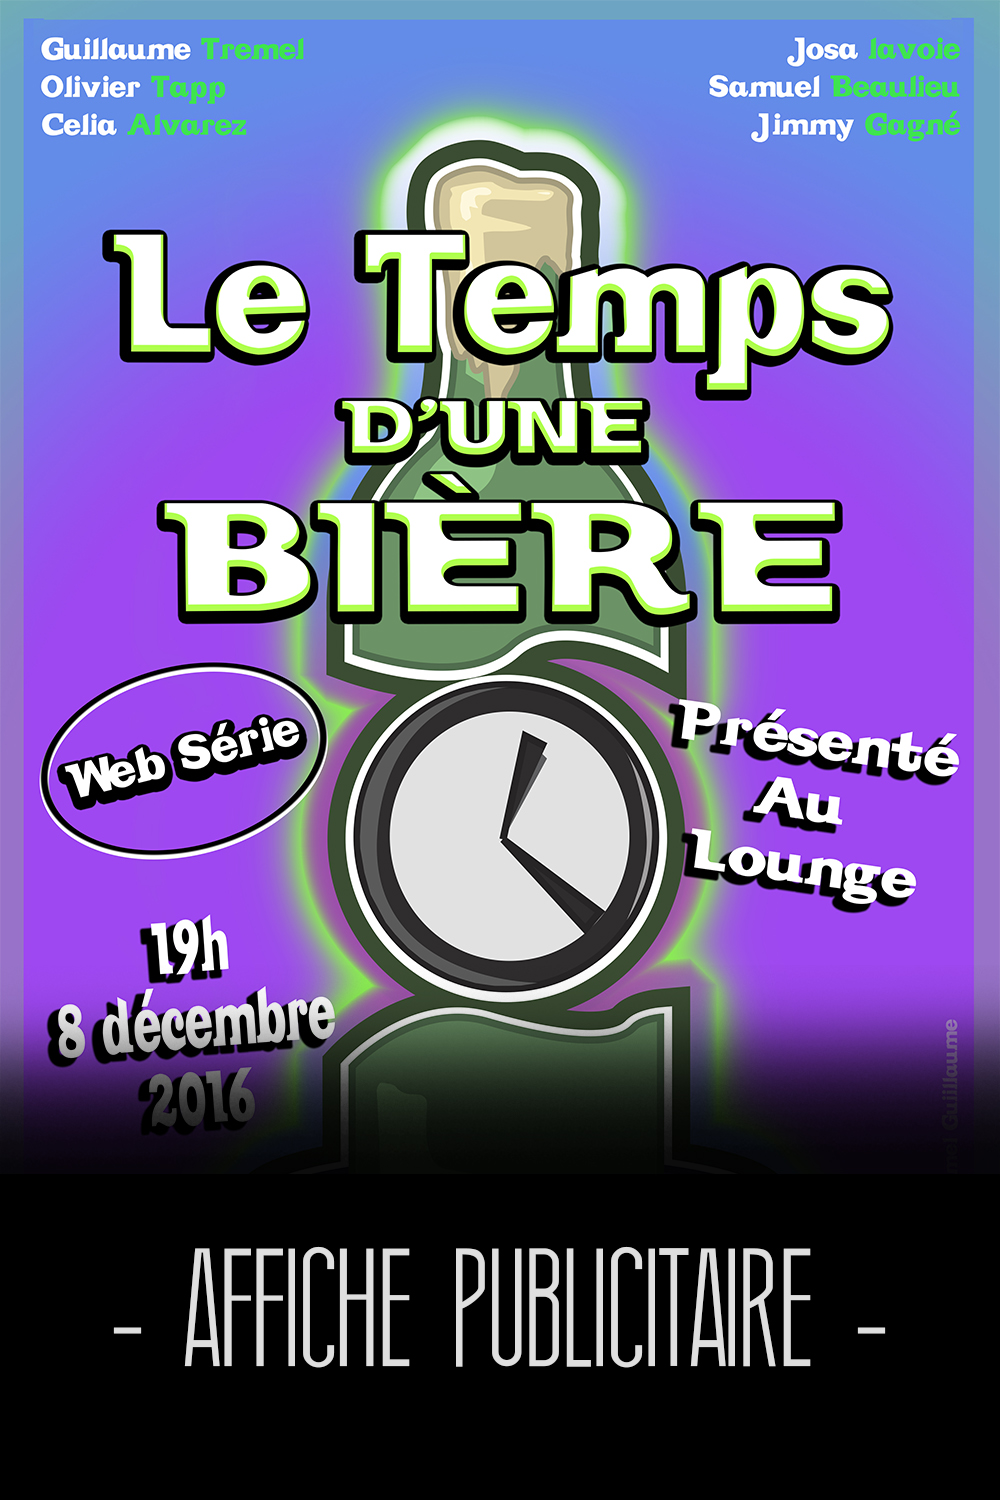 Guillaume Tremel
Olivier Tapp
Celia Alvarez
Josa lavoie
Samuel Beaulieu
Jimmy Gagné
Le Temps
D'UNE
BIÈRE
Web Série
Présenté
Au
Lounge
19h
8 décembre
2016
Guillaume
- AFFICHE PUBLICITAIRE -